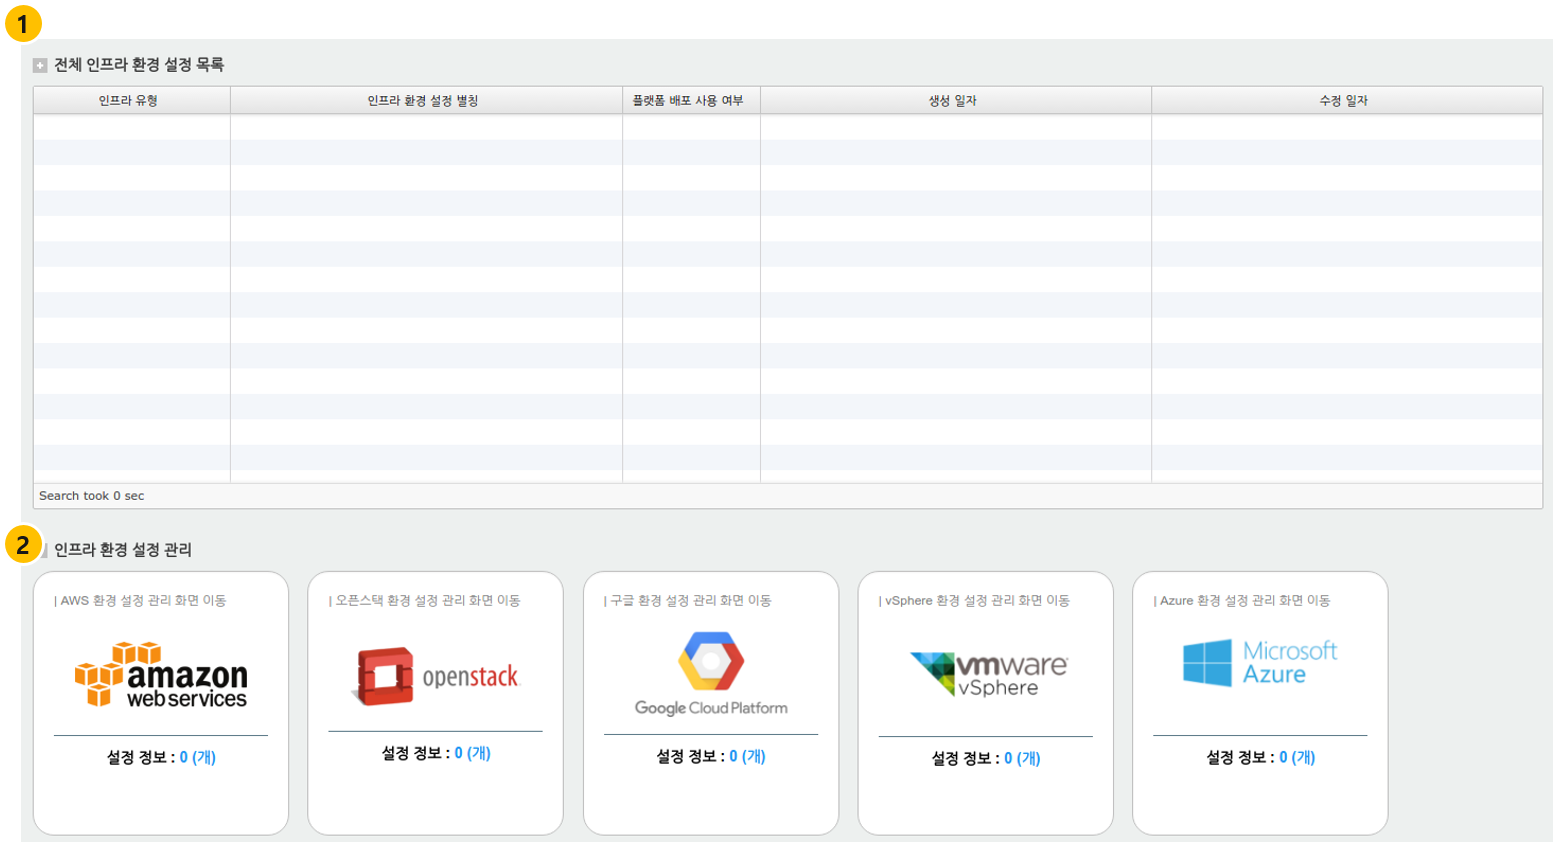 1
전체 인프라 환경 설정 목록
인프라 유형 인프라 환경 설정 별칭 플랫폼 배포 사용 여부 생성 일자 수정 일자
Search took 0 sec
2
인프라 환경 설정 관리
| AWS 환경 설정 관리 화면 이동
amazon
web services
설정 정보 : 0 (개)
| 오픈스택 환경 설정 관리 화면 이동
openstack
설정 정보 : 0 (개)
| 구글 환경 설정 관리 화면 이동
Google Cloud Platform
설정 정보 : 0 (개)
| vSphere 환경 설정 관리 화면 이동
vmware
vSphere
설정 정보 : 0 (개)
| Azure 환경 설정 관리 화면 이동
Microsoft
Azure
설정 정보 : 0 (개)